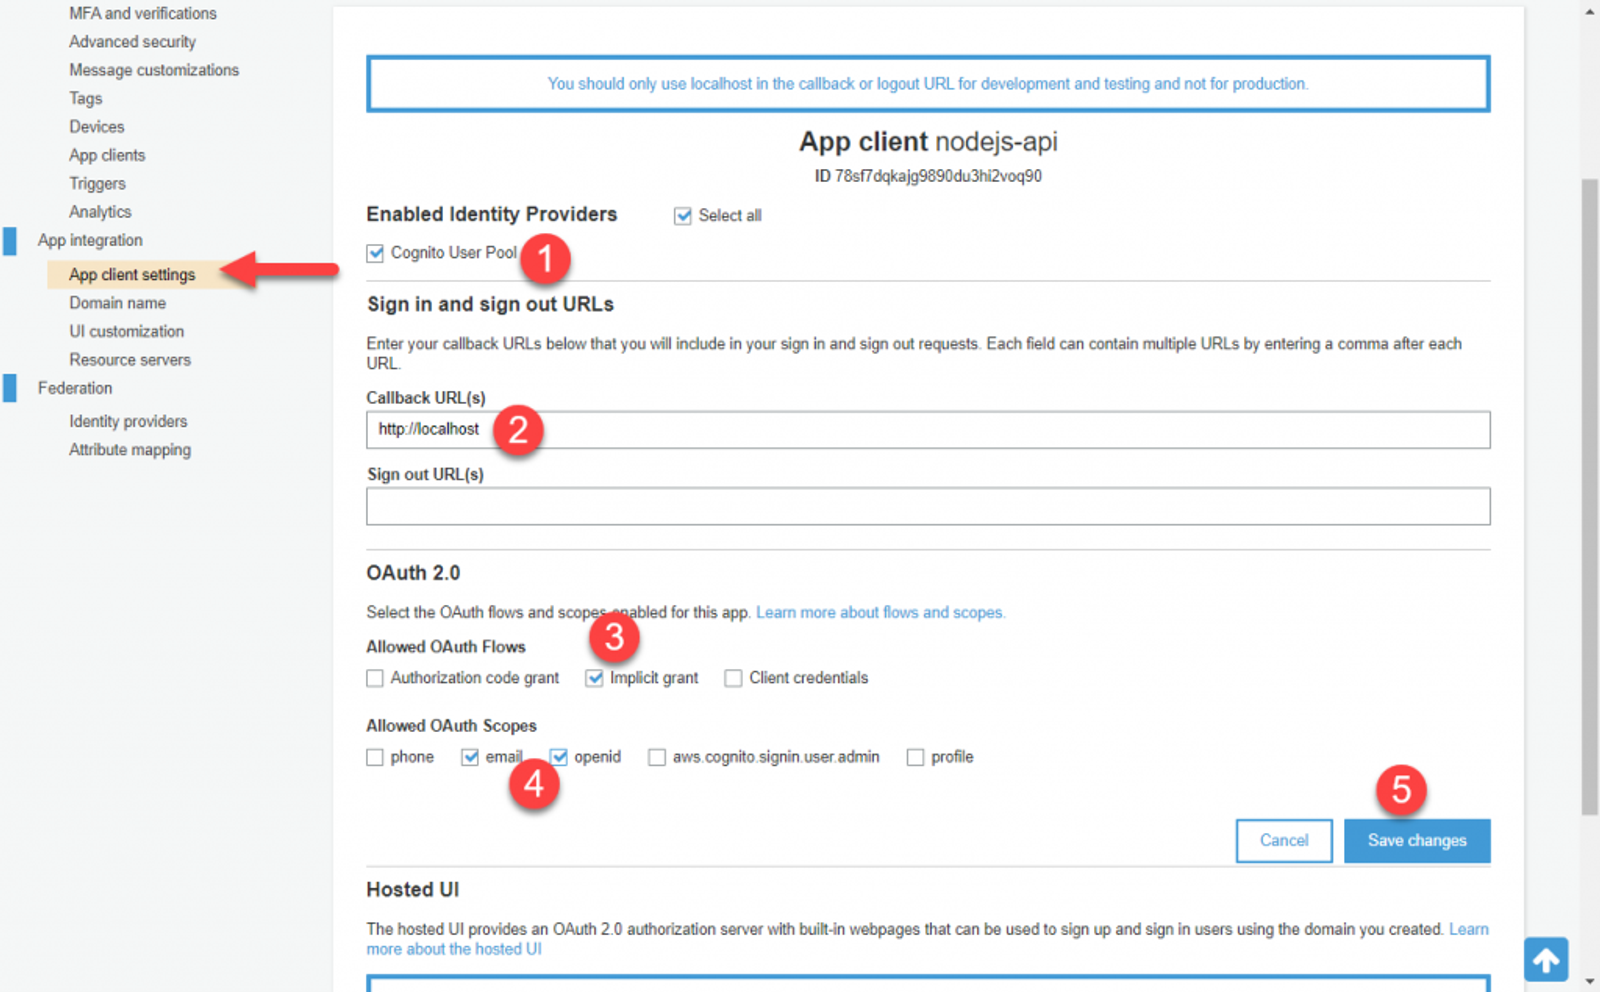 MFA and verifications
Advanced security
Message customizations
Tags
Devices
App clients
Triggers
Analytics
App integration
App client settings
Domain name
UI customization
Resource servers
Federation
Identity providers
Attribute mapping
You should only use localhost in the callback or logout URL for development and testing and not for production.
App client nodejs-api
ID 78sf7dqkajg9890du3hi2voq90
Enabled Identity Providers Select all
Cognito User Pool 1
Sign in and sign out URLs
Enter your callback URLs below that you will include in your sign in and sign out requests. Each field can contain multiple URLs by entering a comma after each
URL.
Callback URL(s)
http://localhost 2
Sign out URL(s)
OAuth 2.0
Select the OAuth flows and scopes enabled for this app. Learn more about flows and scopes.
3
Allowed OAuth Flows
Authorization code grant Implicit grant Client credentials
Allowed OAuth Scopes
phone email openid aws.cognito.signin.user.admin profile
4
5
Cancel Save changes
Hosted UI
The hosted UI provides an OAuth 2.0 authorization server with built-in webpages that can be used to sign up and sign in users using the domain you created. Learn
more about the hosted UI